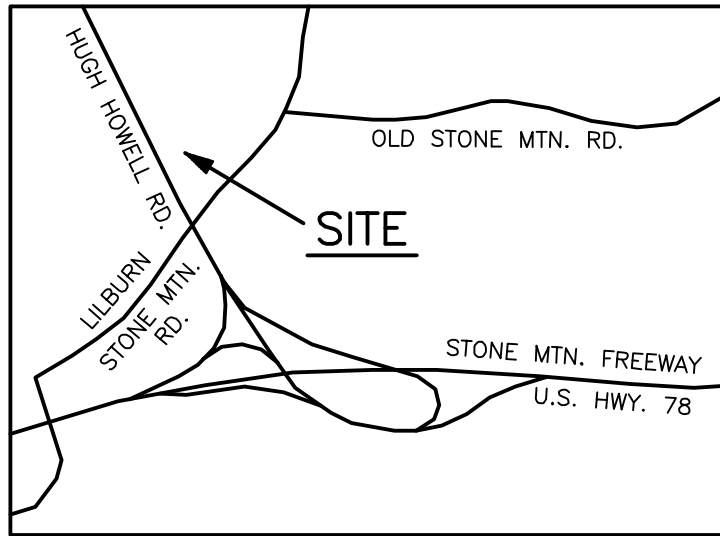 HUGH HOWELL RD.
OLD STONE MTN. RD.
SITE
LILBURN
STONE MTN.
RD.
STONE MTN. FREEWAY
U.S. HWY. 78